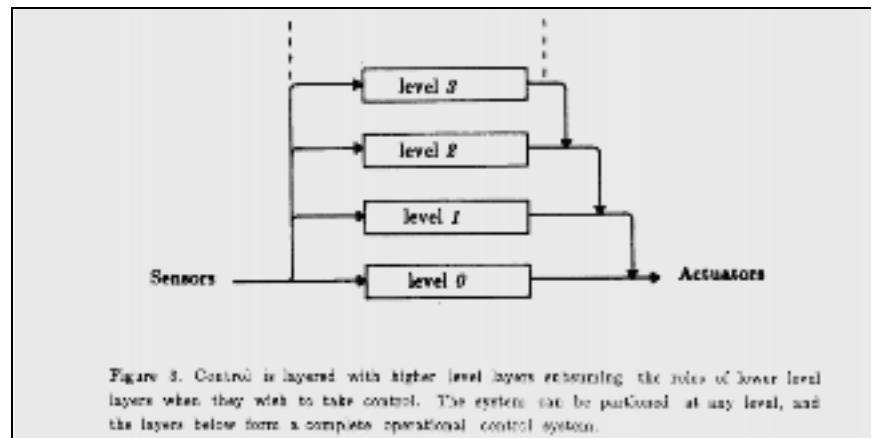 level 3
level 2
level 1
Sensors
level 0
Actuators
Figure 3. Control is layered with higher level layers subsuming the roles of lower level
layers when they wish to take control. The system can be partioned at any level, and
the layers below form a complete operational control system.